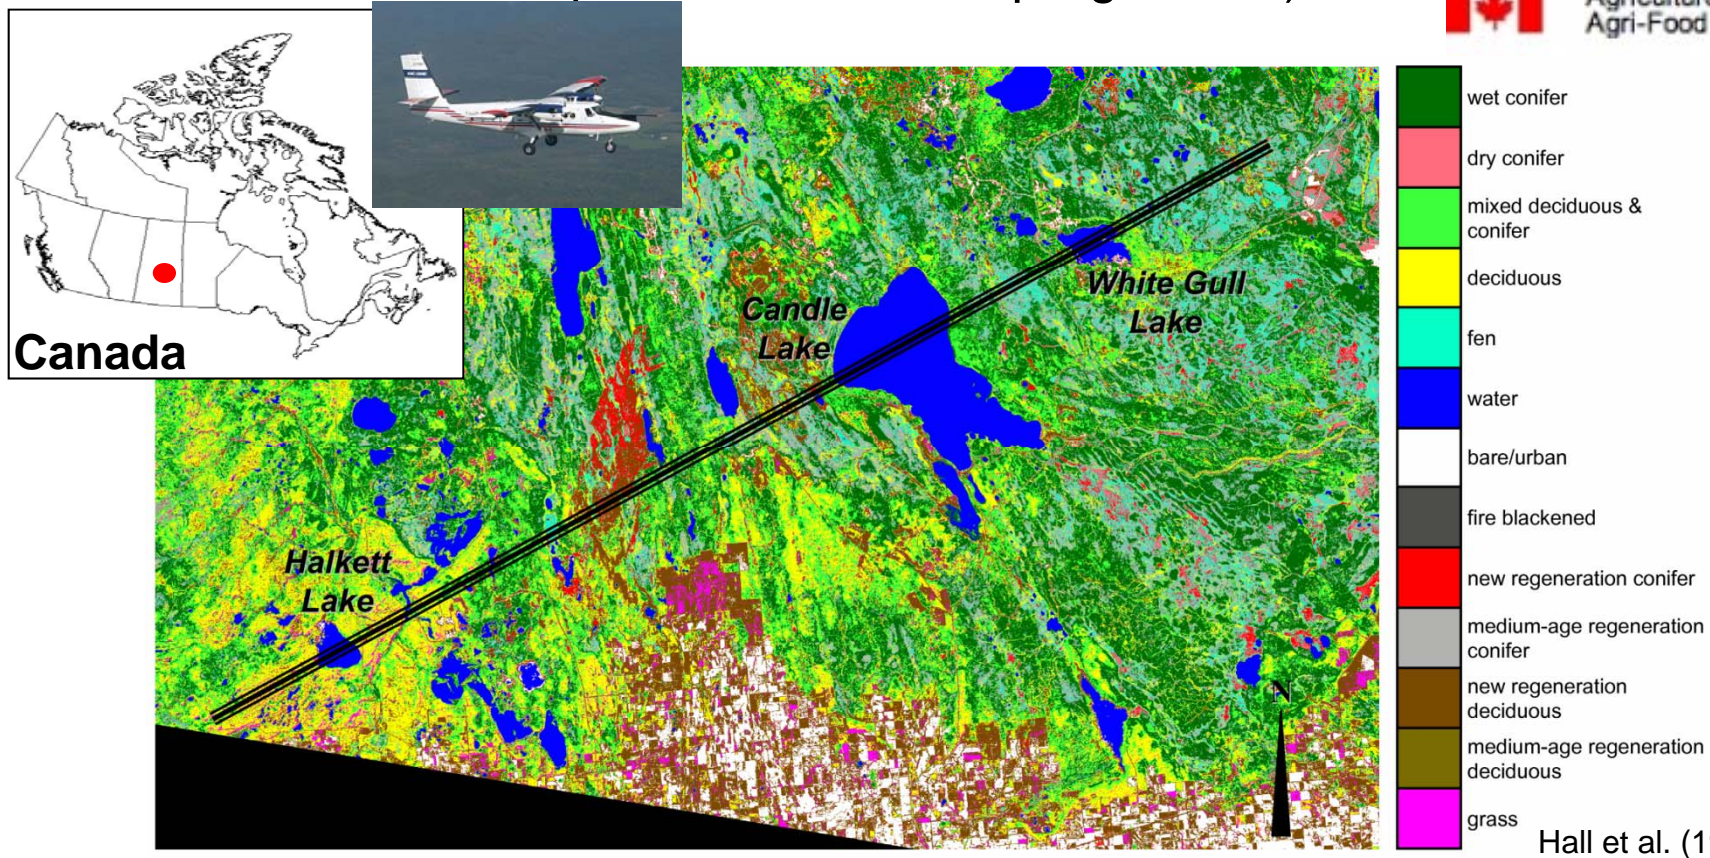 Agri-Food
Canada
Candle
Lake
White Gull
Lake
Halkett
Lake
N
wet conifer
dry conifer
mixed deciduous &
conifer
deciduous
fen
water
bare/urban
fire blackened
new regeneration conifer
medium-age regeneration
conifer
new regeneration
deciduous
medium-age regeneration
deciduous
grass
Hall et al. (1